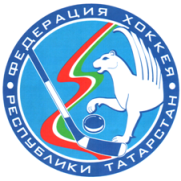 ФЕДЕРАЦИЯ ХОККЕЯ
РЕСПУБЛИКИ ТАТАРСТАН